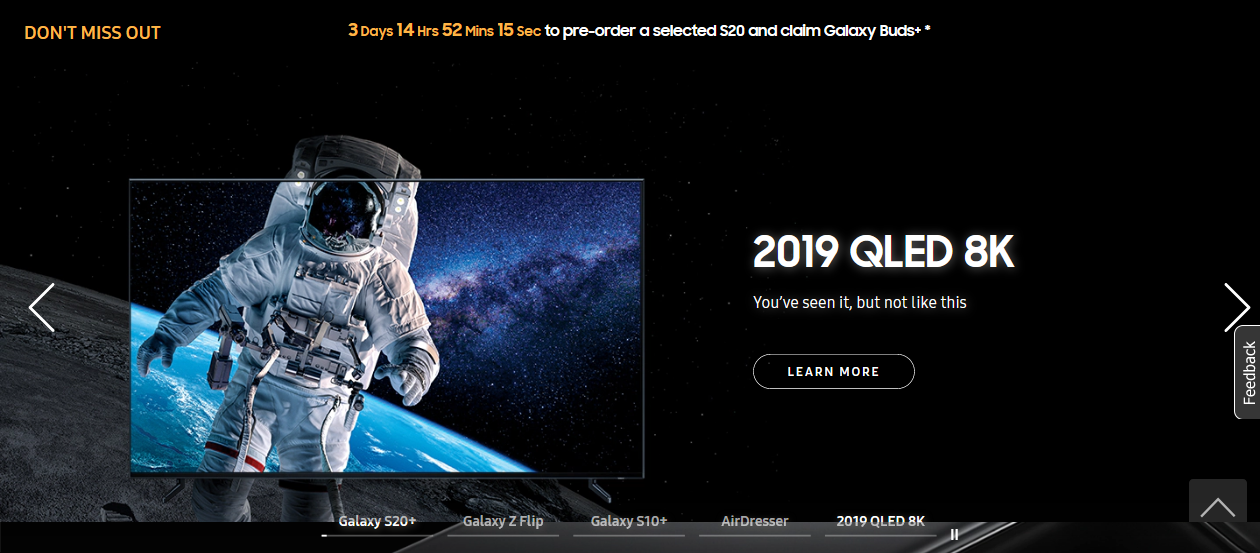 DON'T MISS OUT
3 Days 14 Hrs 52 Mins 15 Sec to pre-order a selected S20 and claim Galaxy Buds+ *
2019 QLED 8K
You've seen it, but not like this
LEARN MORE
Feedback
Galaxy S20+
Galaxy Z Flip
Galaxy S10+
AirDresser
2019 QLED 8K